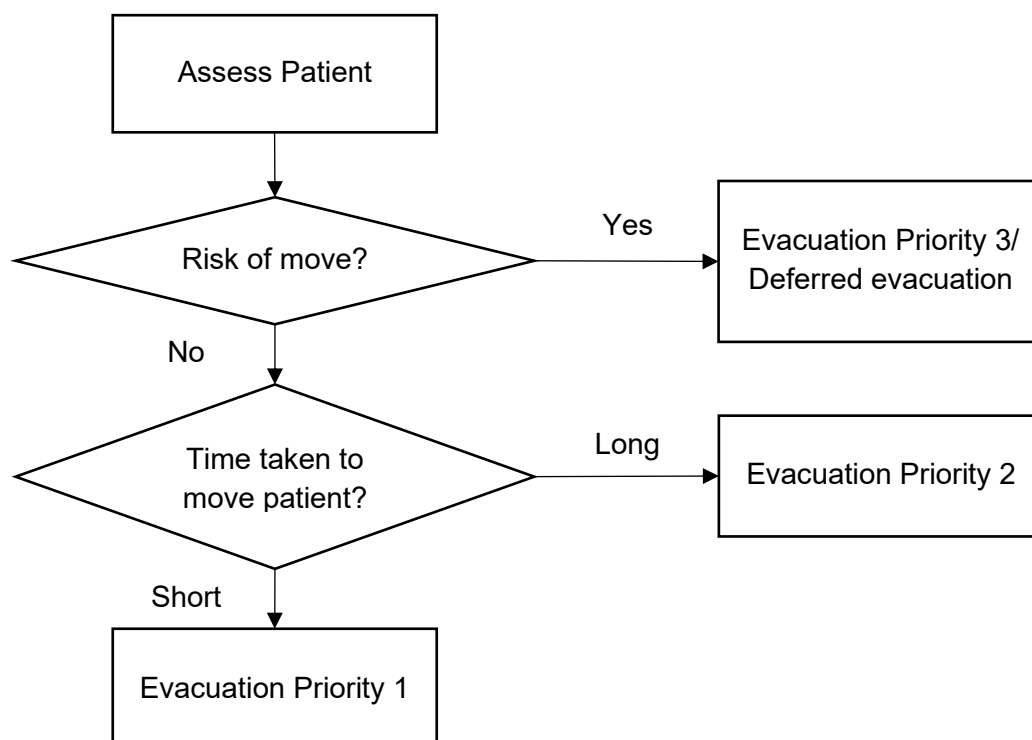 Assess Patient
Risk of move?
Yes
Evacuation Priority 3/
Deferred evacuation
No
Time taken to
move patient?
Long
Evacuation Priority 2
Short
Evacuation Priority 1